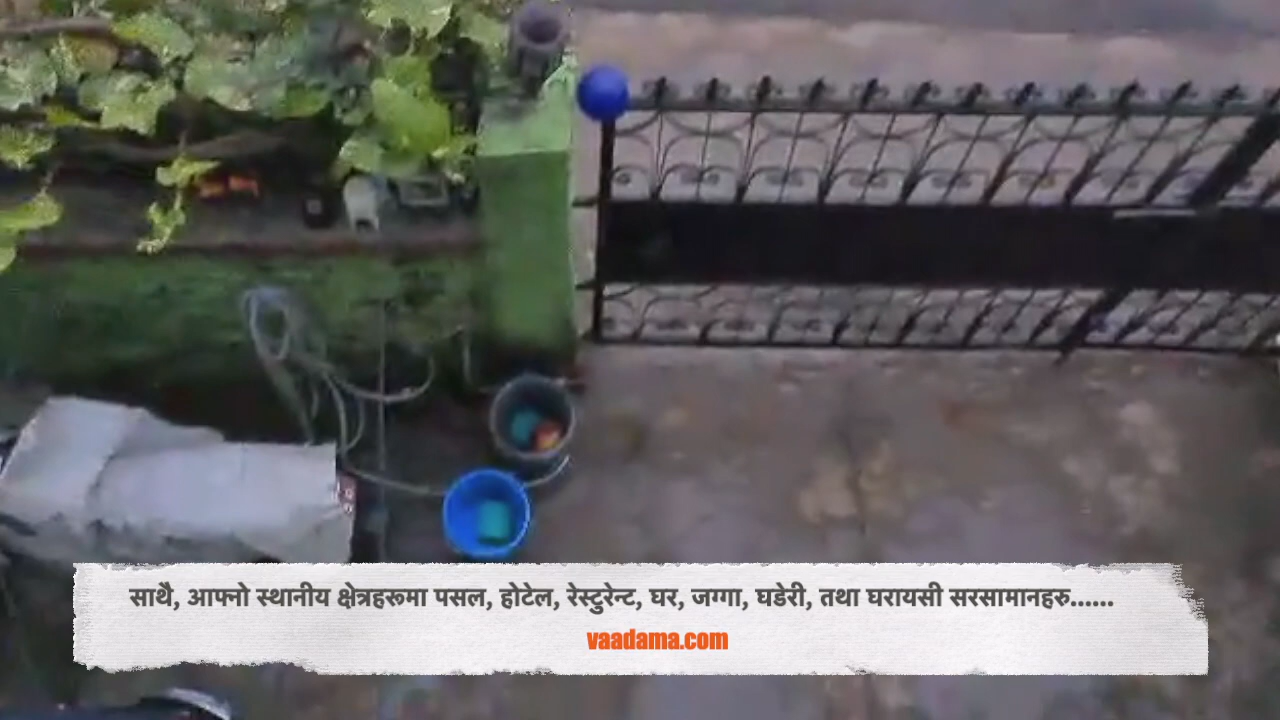 साथै, आफ्नो स्थानीय क्षेत्रहरूमा पसल, होटेल, रेस्टुरेन्ट, घर, जग्गा, घडेरी, तथा घरायसी सरसामानहरु......
vaadama.com